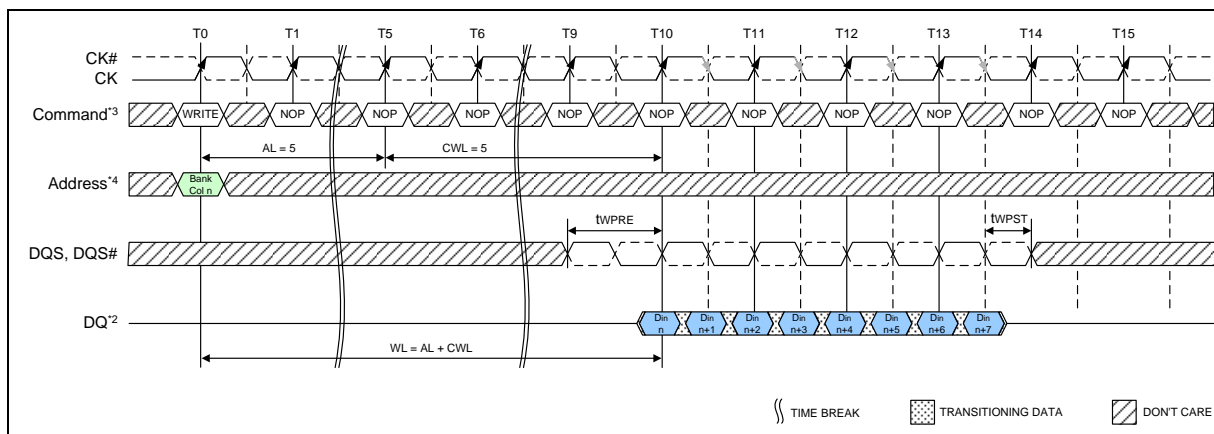 T0 T1 T5 T6 T9 T10 T11 T12 T13 T14 T15
CK#
CK
Command*3 WRITE NOP NOP NOP NOP NOP NOP NOP NOP NOP NOP
AL = 5 CWL = 5
Address*4 Bank
Col n
tWPRE tWPST
DQS, DQS#
DQ*2 Din n Din n+1 Din n+2 Din n+3 Din n+4 Din n+5 Din n+6 Din n+7
WL = AL + CWL
TIME BREAK TRANSITIONING DATA DON'T CARE